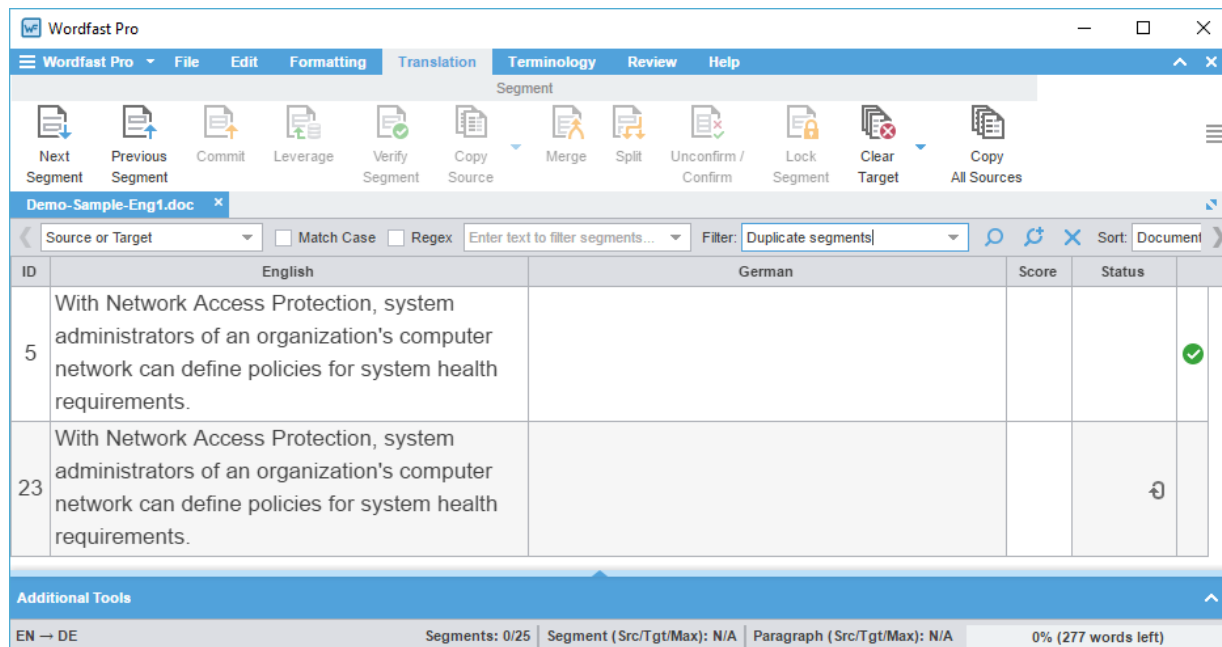 WF Wordfast Pro
Wordfast Pro File Edit Formatting Translation Terminology Review Help
Segment
Next Segment
Previous Segment
Commit
Leverage
Verify Segment
Copy Source
Merge
Split
Unconfirm / Confirm
Lock Segment
Clear Target
Copy All Sources
Demo-Sample-Eng1.doc
Source or Target Match Case Regex Enter text to filter segments... Filter: Duplicate segments Sort: Document
ID English German Score Status
5
With Network Access Protection, system
administrators of an organization's computer
network can define policies for system health
requirements.
23
With Network Access Protection, system
administrators of an organization's computer
network can define policies for system health
requirements.
Additional Tools
EN → DE Segments: 0/25 Segment (Src/Tgt/Max): N/A Paragraph (Src/Tgt/Max): N/A 0% (277 words left)